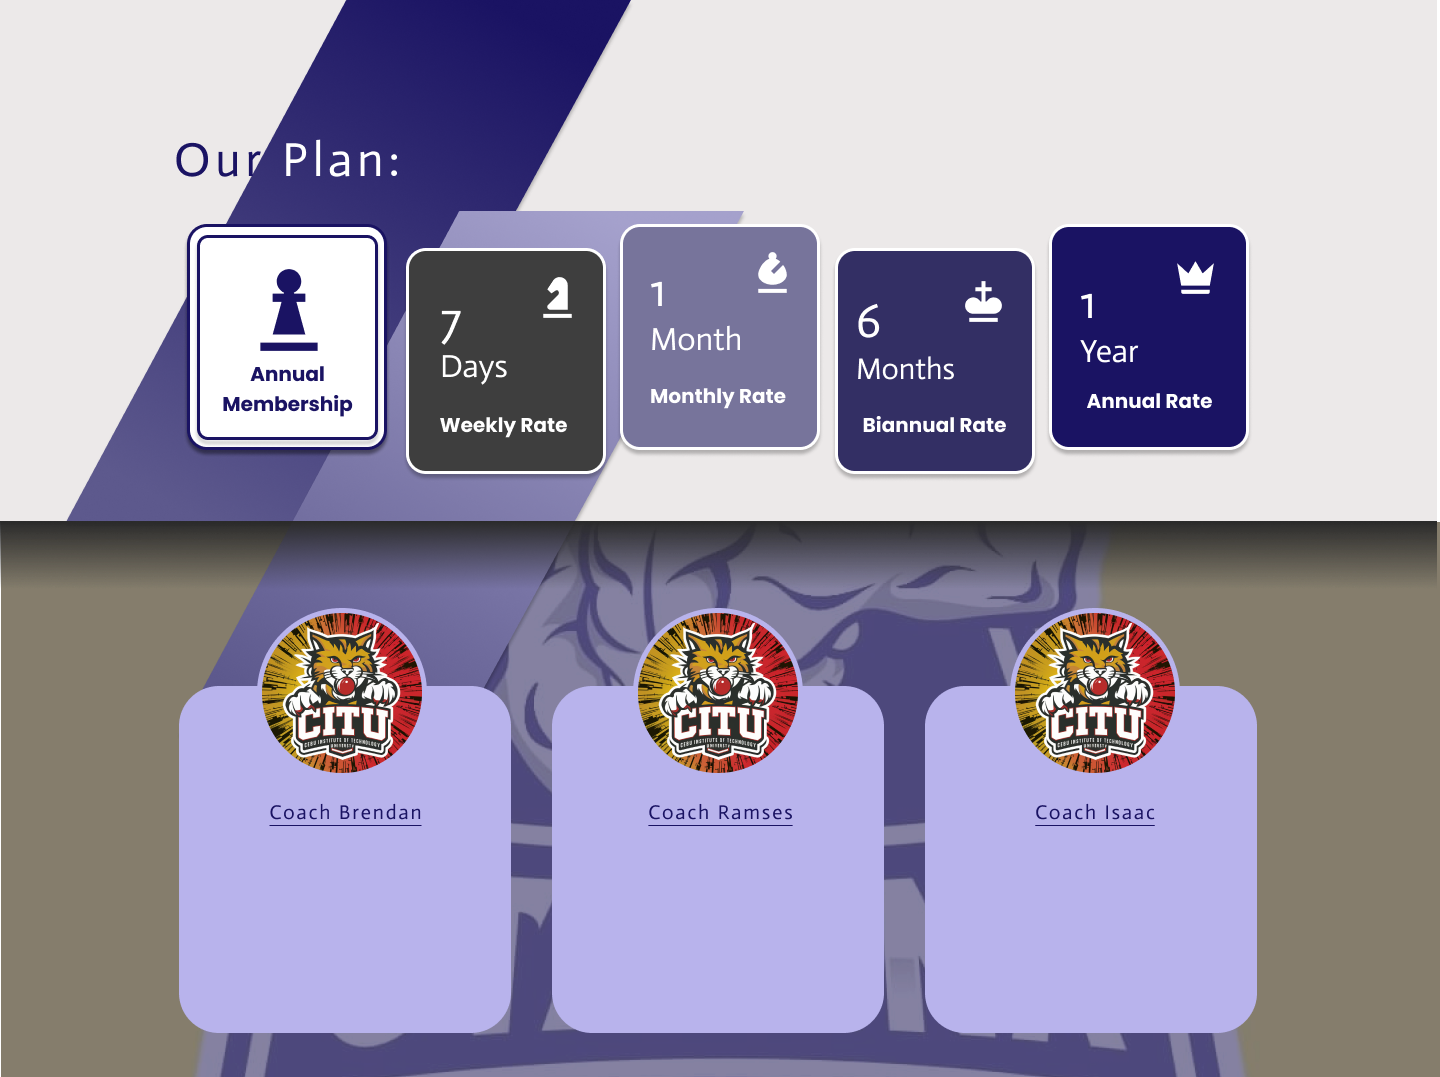 Our Plan:
Annual
Membership
7
Days
Weekly Rate
1
Month
Monthly Rate
6
Months
Biannual Rate
1
Year
Annual Rate
CITU
CEBU INSTITUTE OF TECHNOLOGY
UNIVERSITY
CITU
CEBU INSTITUTE OF TECHNOLOGY
UNIVERSITY
CITU
CEBU INSTITUTE OF TECHNOLOGY
UNIVERSITY
Coach Brendan
Coach Ramses
Coach Isaac